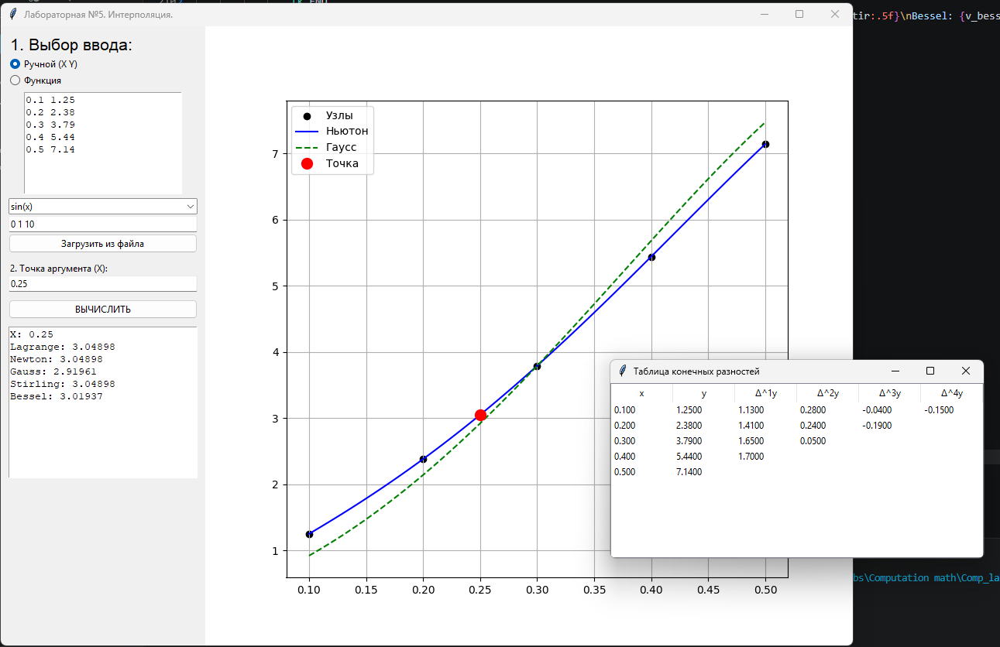 Лабораторная №5. Интерполяция.
tir:.5f}\nBessel: {v_bess
1. Выбор ввода:
Ручной (X Y)
Функция
0.1 1.25
0.2 2.38
0.3 3.79
0.4 5.44
0.5 7.14
sin(x)
0 1 10
Загрузить из файла
2. Точка аргумента (X):
0.25
ВЫЧИСЛИТЬ
X: 0.25
Lagrange: 3.04898
Newton: 3.04898
Gauss: 2.91961
Stirling: 3.04898
Bessel: 3.01937
Узлы
Ньютон
Гаусс
Точка
7
6
5
4
3
2
1
0.10 0.15 0.20 0.25 0.30 0.35 0.40 0.45 0.50
Таблица конечных разностей
x y Δ^1y Δ^2y Δ^3y Δ^4y
0.100 1.2500 1.1300 0.2800 -0.0400 -0.1500
0.200 2.3800 1.4100 0.2400 -0.1900
0.300 3.7900 1.6500 0.0500
0.400 5.4400 1.7000
0.500 7.1400
bs\Computation math\Comp_la